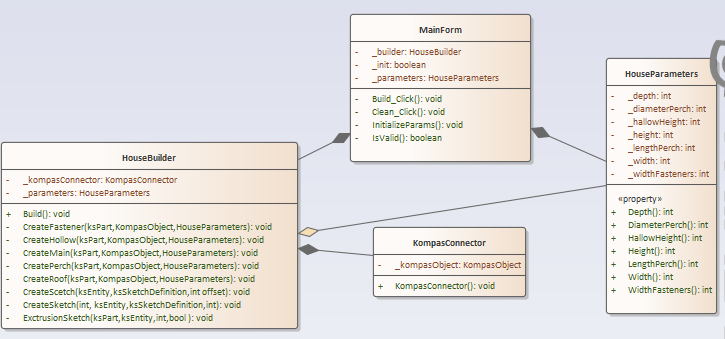 MainForm
- _builder: HouseBuilder
- _init: boolean
- _parameters: HouseParameters
- Build_Click(): void
- Clean_Click(): void
- InitializeParams(): void
- IsValid(): boolean
HouseParameters
- _depth: int
- _diameterPerch: int
- _hallowHeight: int
- _height: int
- _lengthPerch: int
- _width: int
- _widthFasteners: int
«property»
+ Depth(): int
+ DiameterPerch(): int
+ HallowHeight(): int
+ Height(): int
+ LengthPerch(): int
+ Width(): int
+ WidthFasteners(): int
HouseBuilder
- _kompasConnector: KompasConnector
- _parameters: HouseParameters
+ Build(): void
- CreateFastener(ksPart,KompasObject,HouseParameters): void
- CreateHollow(ksPart,KompasObject,HouseParameters): void
- CreateMain(ksPart,KompasObject,HouseParameters): void
- CreatePerch(ksPart,KompasObject,HouseParameters): void
- CreateRoof(ksPart,KompasObject,HouseParameters): void
- CreateScetch(ksEntity,ksSketchDefinition,int offset): void
- CreateSketch(int, ksEntity,ksSketchDefinition,int): void
- ExctrusionSketch(ksPart,ksEntity,int,bool ): void
KompasConnector
- _kompasObject: KompasObject
+ KompasConnector(): void